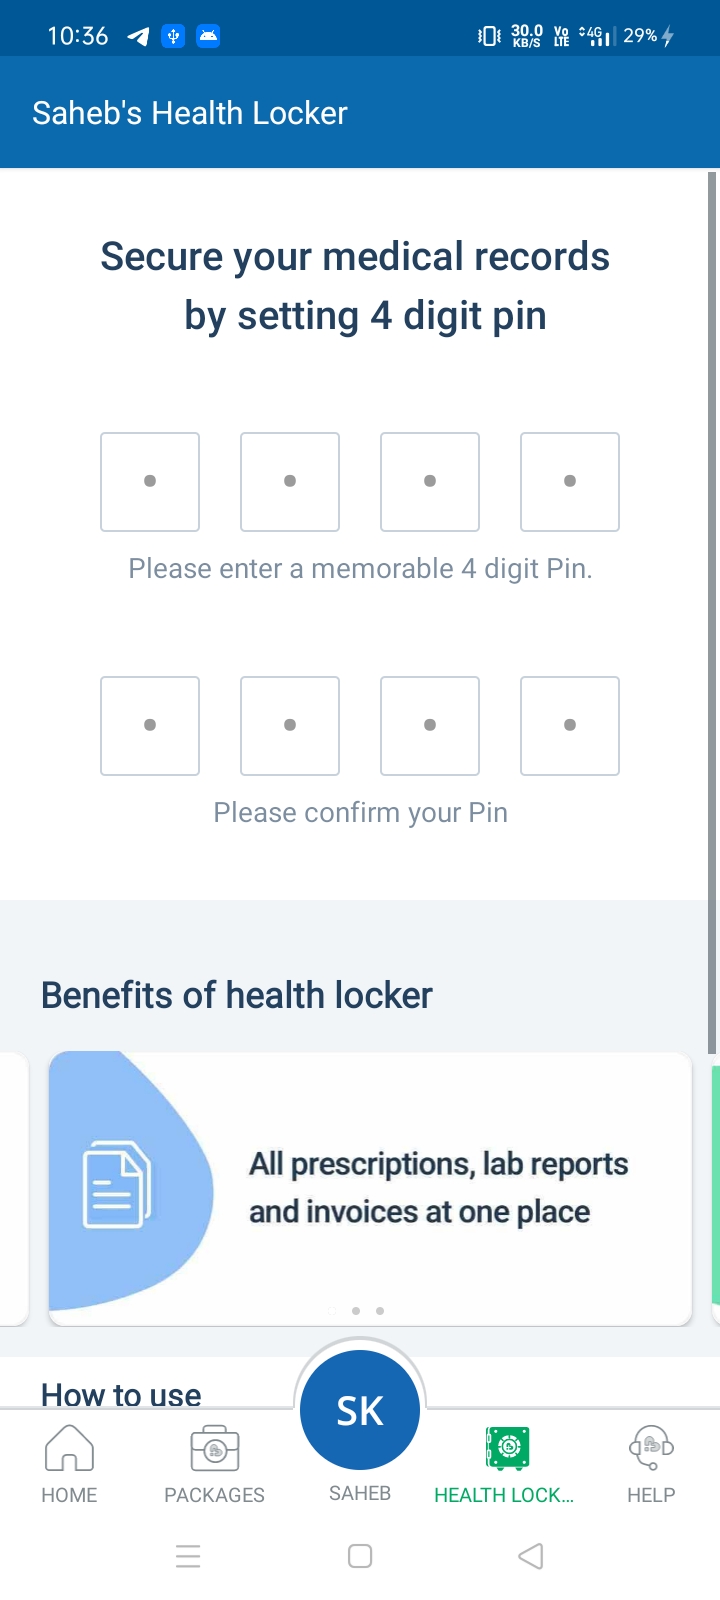 10:36
30.0 KB/S
Vo LTE
4G
29%
Saheb's Health Locker
Secure your medical records
by setting 4 digit pin
Please enter a memorable 4 digit Pin.
Please confirm your Pin
Benefits of health locker
All prescriptions, lab reports
and invoices at one place
How to use
SK
HOME
PACKAGES
SAHEB
HEALTH LOCK...
HELP